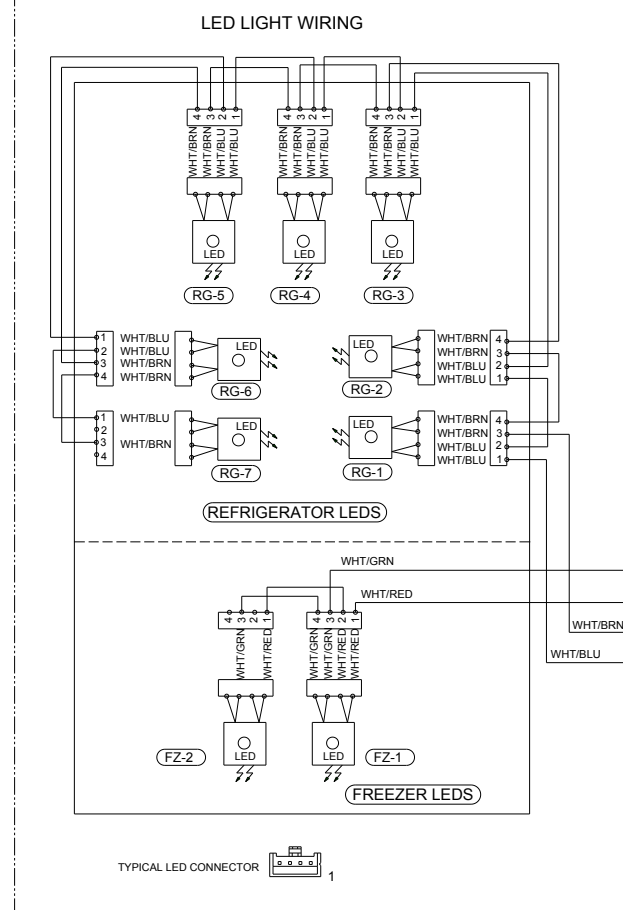 LED LIGHT WIRING
4 3 2 1
4 3 2 1
4 3 2 1
WHT/BRN
WHT/BRN
WHT/BLU
WHT/BLU
WHT/BRN
WHT/BRN
WHT/BLU
WHT/BLU
WHT/BRN
WHT/BRN
WHT/BLU
WHT/BLU
LED
LED
LED
RG-5
RG-4
RG-3
1 WHT/BLU
2 WHT/BLU
3 WHT/BRN
4 WHT/BRN
LED
RG-6
LED
RG-2
WHT/BRN 4
WHT/BRN 3
WHT/BLU 2
WHT/BLU 1
1 WHT/BLU
2
3 WHT/BRN
4
LED
RG-7
LED
RG-1
WHT/BRN 4
WHT/BRN 3
WHT/BLU 2
WHT/BLU 1
REFRIGERATOR LEDS
WHT/GRN
WHT/RED
WHT/BRN
WHT/BLU
4 3 2 1
4 3 2 1
WHT/GRN
WHT/RED
WHT/GRN
WHT/GRN
WHT/RED
WHT/RED
LED
LED
FZ-2
FZ-1
FREEZER LEDS
TYPICAL LED CONNECTOR
1